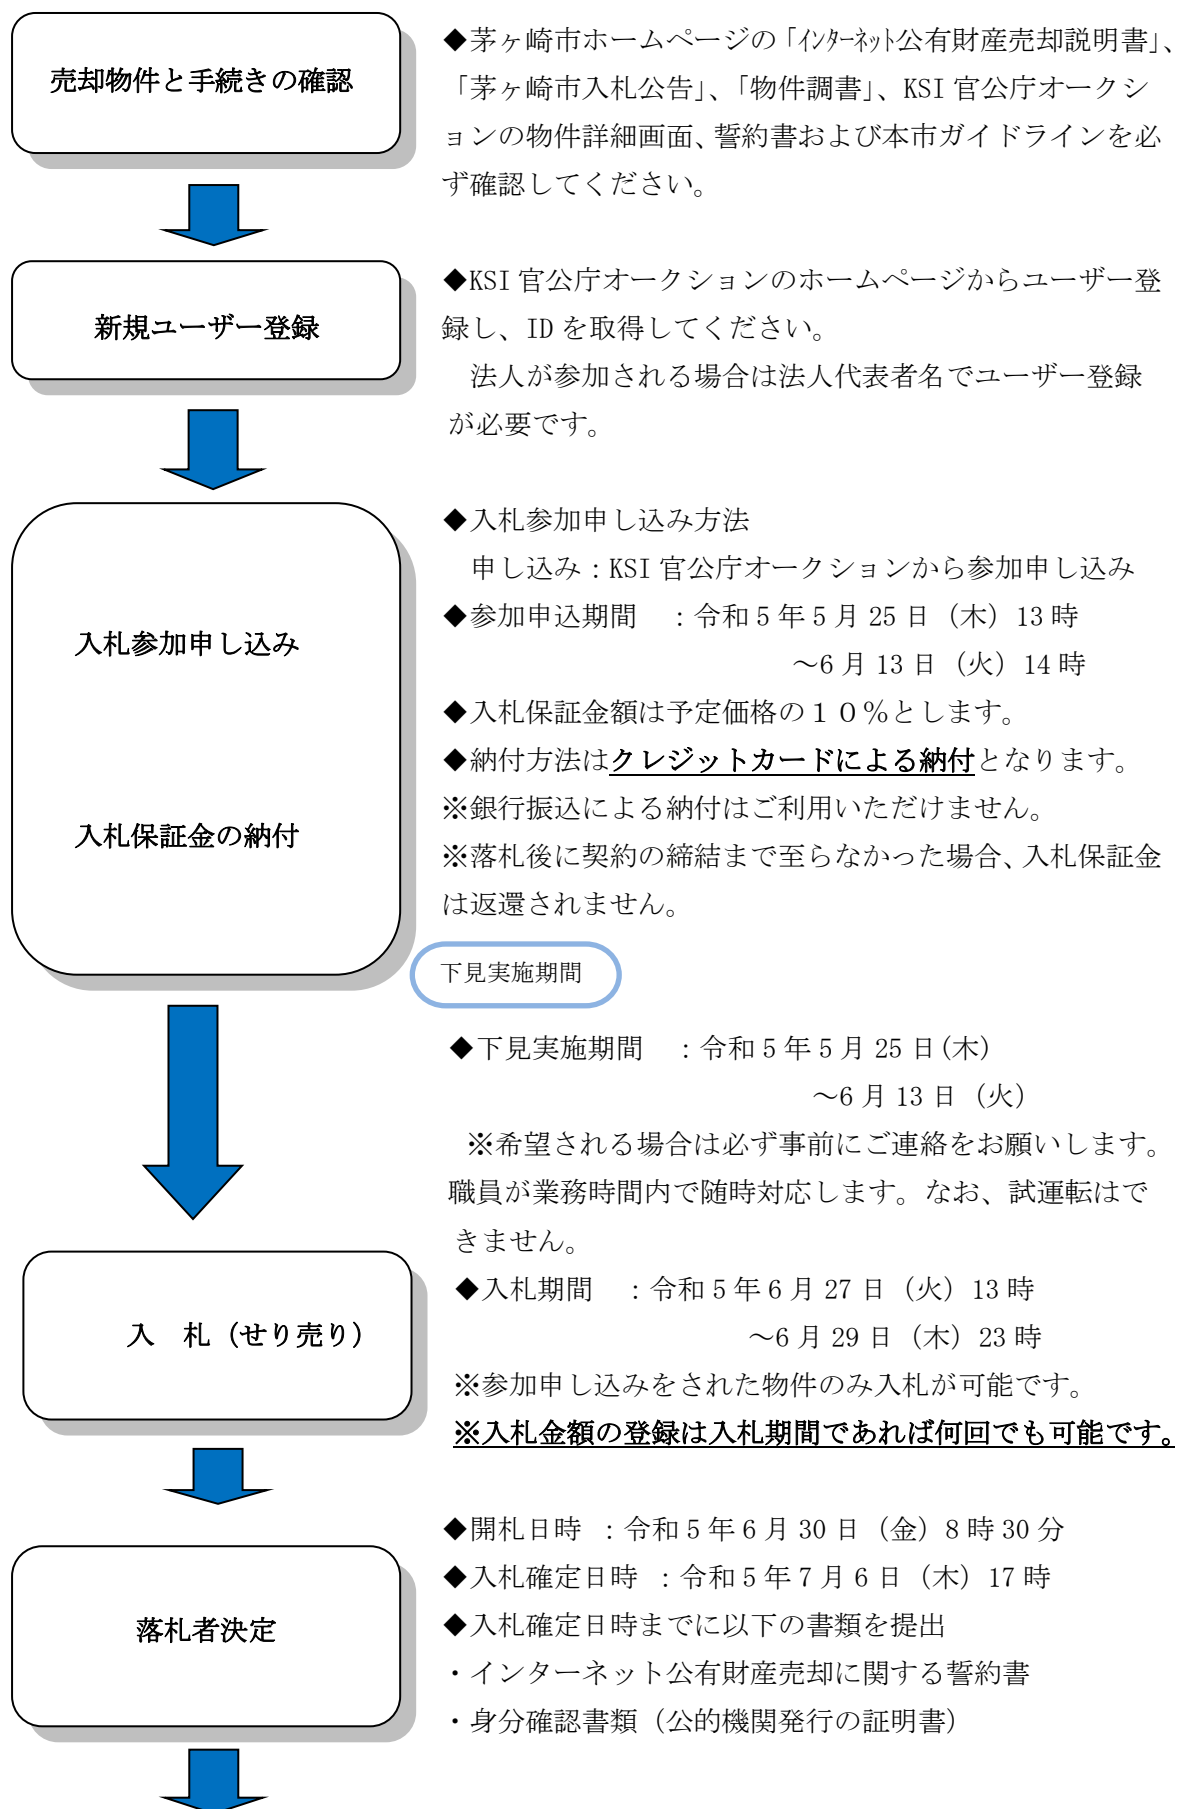 売却物件と手続きの確認
◆茅ヶ崎市ホームページの「ｲﾝﾀｰﾈｯﾄ公有財産売却説明書」、
「茅ヶ崎市入札公告」、「物件調書」、KSI 官公庁オークシ
ョンの物件詳細画面、誓約書および本市ガイドラインを必
ず確認してください。
新規ユーザー登録
◆KSI 官公庁オークションのホームページからユーザー登
録し、ID を取得してください。
法人が参加される場合は法人代表者名でユーザー登録
が必要です。
入札参加申し込み
入札保証金の納付
◆入札参加申し込み方法
申し込み：KSI 官公庁オークションから参加申し込み
◆参加申込期間　：令和 5 年 5 月 25 日（木）13 時
～6 月 13 日（火）14 時
◆入札保証金額は予定価格の１０％とします。
◆納付方法はクレジットカードによる納付となります。
※銀行振込による納付はご利用いただけません。
※落札後に契約の締結まで至らなかった場合、入札保証金
は返還されません。
下見実施期間
◆下見実施期間　：令和 5 年 5 月 25 日(木)
～6 月 13 日（火）
※希望される場合は必ず事前にご連絡をお願いします。
職員が業務時間内で随時対応します。なお、試運転はで
きません。
入　札（せり売り）
◆入札期間　：令和 5 年 6 月 27 日（火）13 時
～6 月 29 日（木）23 時
※参加申し込みをされた物件のみ入札が可能です。
※入札金額の登録は入札期間であれば何回でも可能です。
落札者決定
◆開札日時 ：令和 5 年 6 月 30 日（金）8 時 30 分
◆入札確定日時 ：令和 5 年 7 月 6 日（木）17 時
◆入札確定日時までに以下の書類を提出
・インターネット公有財産売却に関する誓約書
・身分確認書類（公的機関発行の証明書）